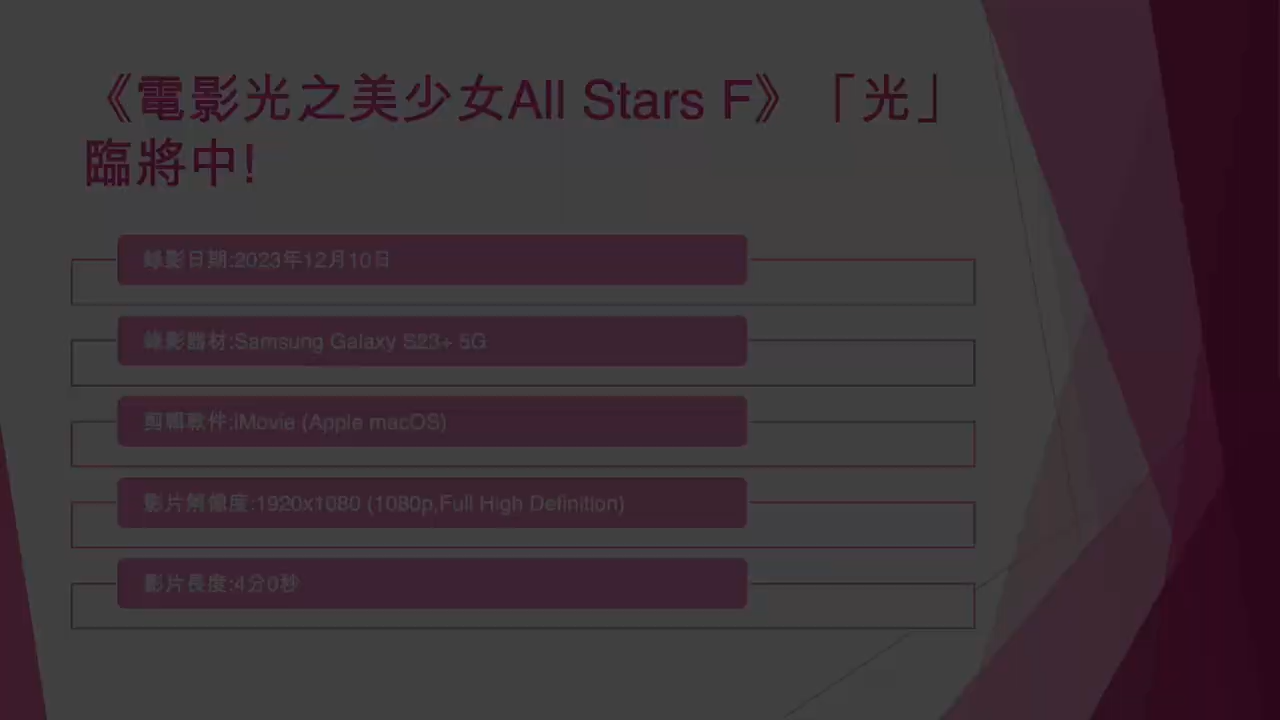 《電影光之美少女All Stars F》「光」
臨將中!
錄影日期:2023年12月10日
錄影器材:Samsung Galaxy S23+ 5G
剪輯軟件:iMovie (Apple macOS)
影片解像度:1920x1080 (1080p,Full High Definition)
影片長度:4分0秒